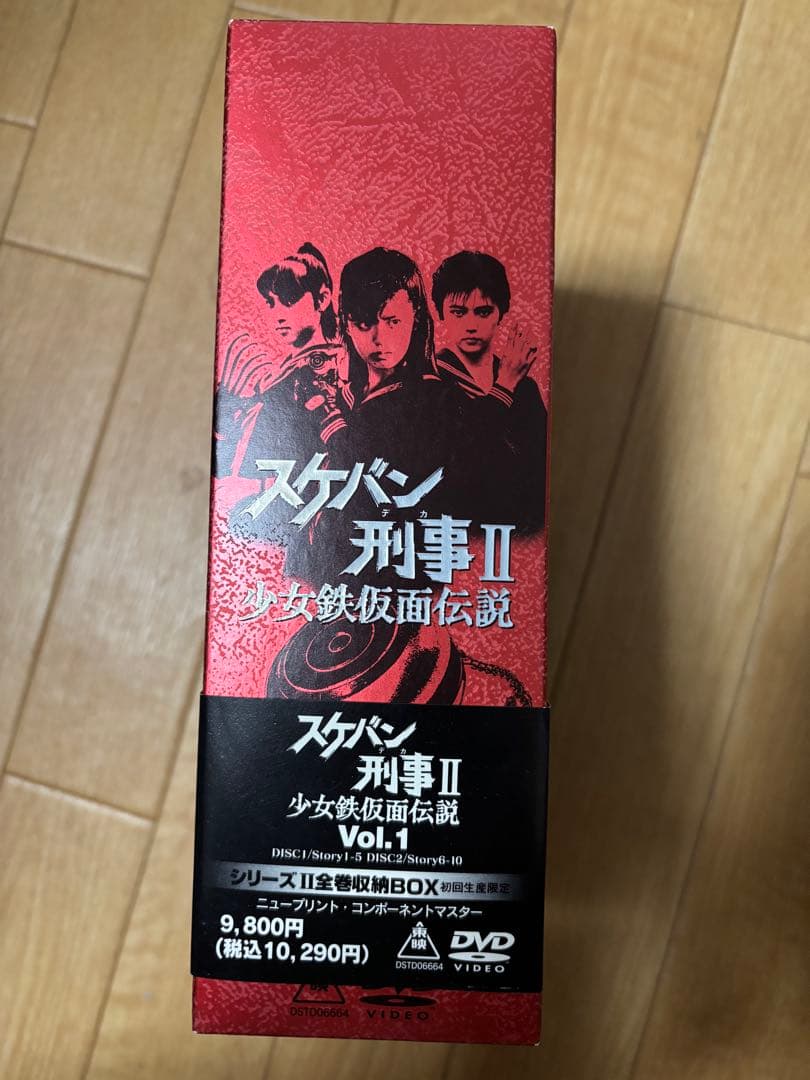 スケバン
デカ
刑事II
少女鉄仮面伝説
スケバン
デカ
刑事II
少女鉄仮面伝説
Vol.1
DISC1/Story1-5 DISC2/Story6-10
シリーズII全巻収納BOX 初回生産限定
ニュープリント・コンポーネントマスター
9,800円
(税込10,290円)
東映
DSTD06664
DVD
VIDEO
映
DSTD06664
VIDEO